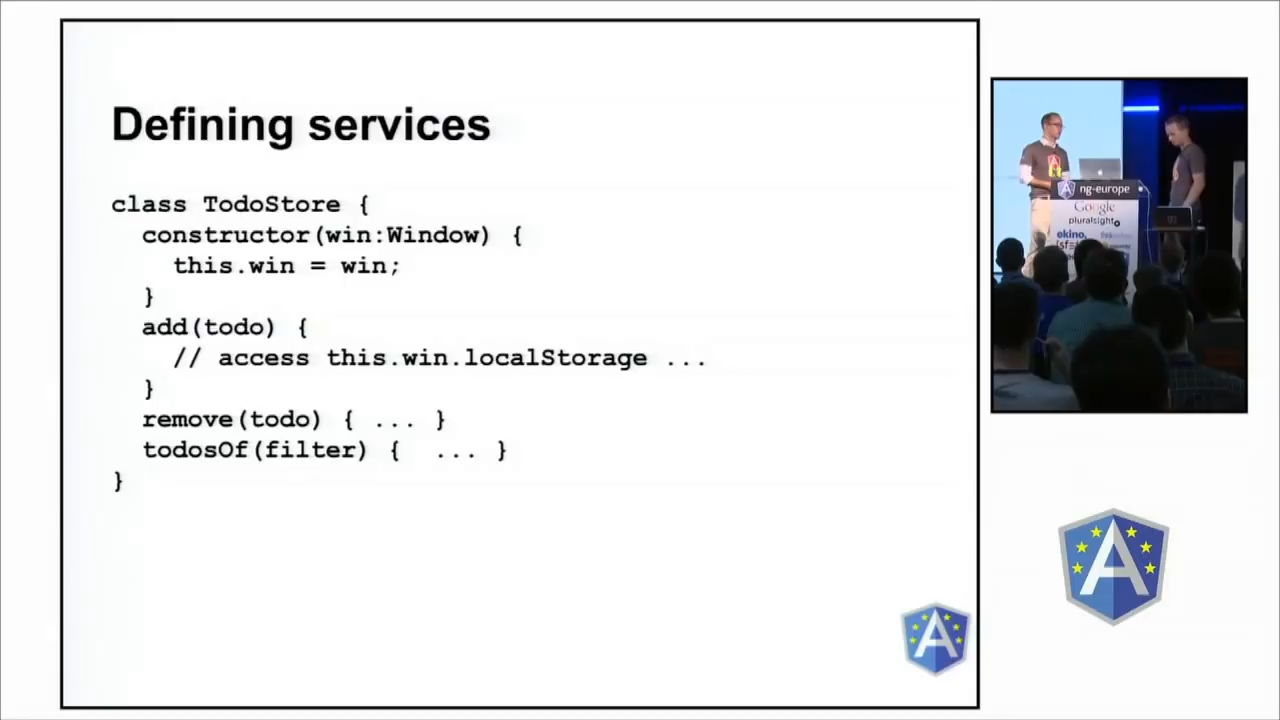 Defining services
class TodoStore {
constructor(win:Window) {
this.win = win;
}
add(todo) {
// access this.win.localStorage ...
}
remove(todo) { ... }
todosOf(filter) { ... }
}
ng-europe
Google
pluralsight
ekino.